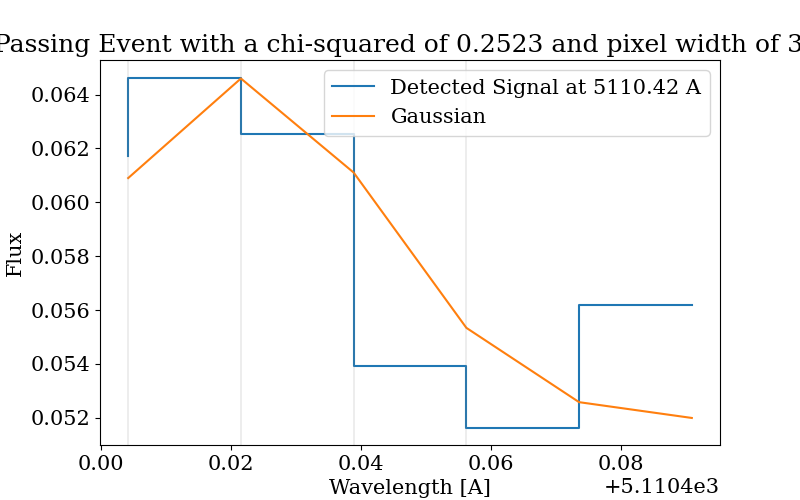 Passing Event with a chi-squared of 0.2523 and pixel width of 3
Detected Signal at 5110.42 A
Gaussian
0.064
0.062
0.060
0.058
0.056
0.054
0.052
Flux
0.00 0.02 0.04 0.06 0.08
+5.1104e3
Wavelength [A]